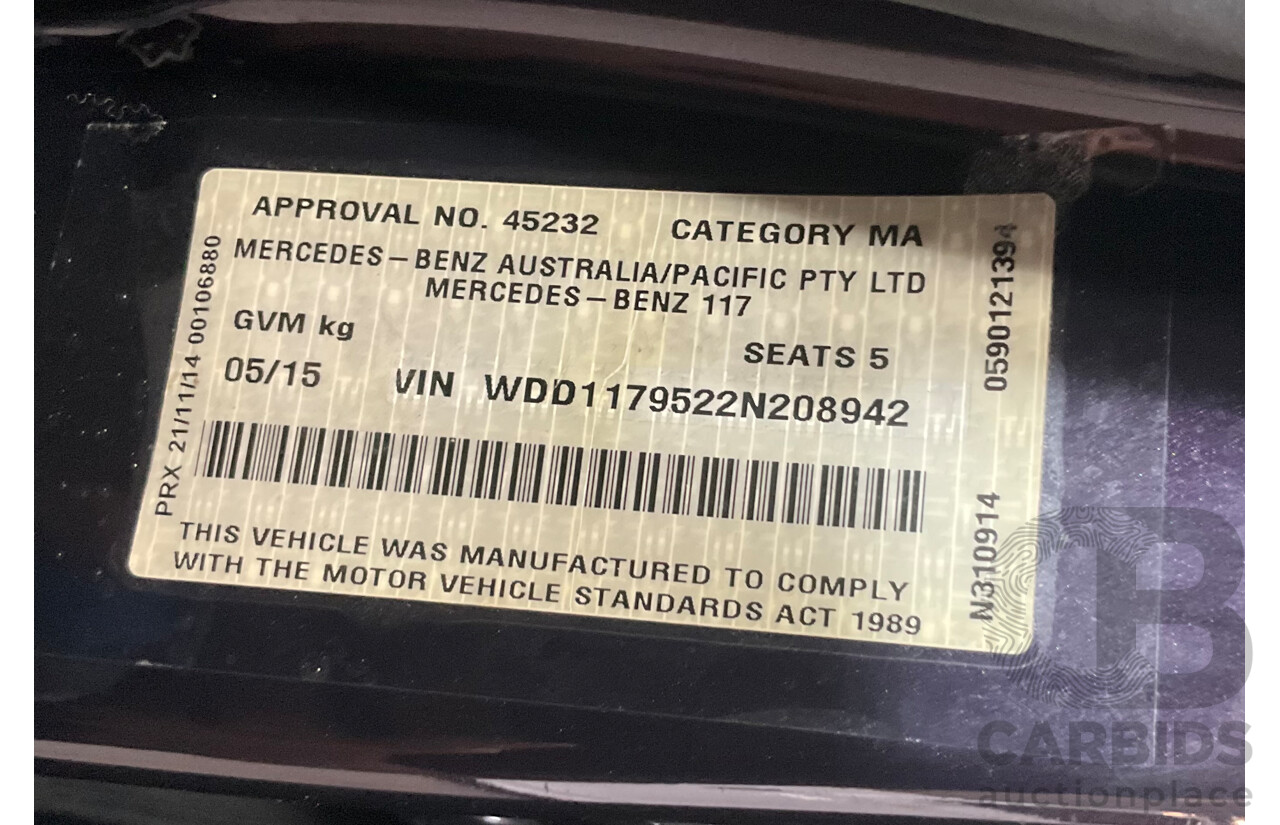 APPROVAL NO. 45232 CATEGORY MA
MERCEDES-BENZ AUSTRALIA/PACIFIC PTY LTD
MERCEDES-BENZ 117
GVM kg
SEATS 5
05/15 VIN WDD1179522N208942
THIS VEHICLE WAS MANUFACTURED TO COMPLY
WITH THE MOTOR VEHICLE STANDARDS ACT 1989
PRX 21/11/14 00106880
0590121394
N310914
CB
CARBIDS
auctionplace